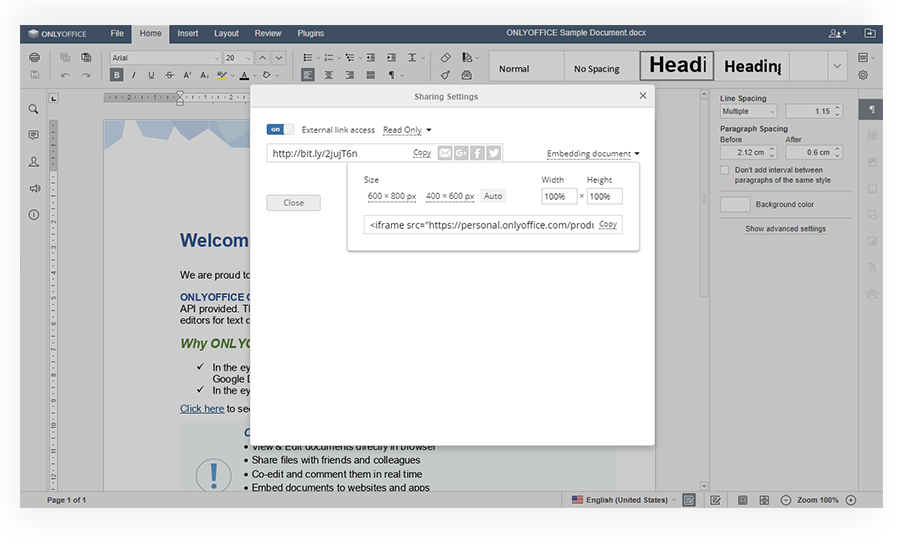 ONLYOFFICE File Home Insert Layout Review Plugins ONLYOFFICE Sample Document.docx
Arial 20
B I U S A² A₂ A
Normal No Spacing Headi Heading
Sharing Settings
on External link access Read Only
http://bit.ly/2jujT6n Copy Embedding document
Size Width Height
600 × 800 px 400 × 600 px Auto 100% × 100%
<iframe src="https://personal.onlyoffice.com/produ Copy
Close
Line Spacing
Multiple 1.15
Paragraph Spacing
Before After
2.12 cm 0.6 cm
Don't add interval between
paragraphs of the same style
Background color
Show advanced settings
Welcom
We are proud to
ONLYOFFICE
API provided. Th
editors for text
Why ONLYO
In the ey
Google D
In the ey
Click here to see
View & Edit documents directly in browser
Share files with friends and colleagues
Co-edit and comment them in real time
Embed documents to websites and apps
Page 1 of 1 English (United States) Zoom 100%